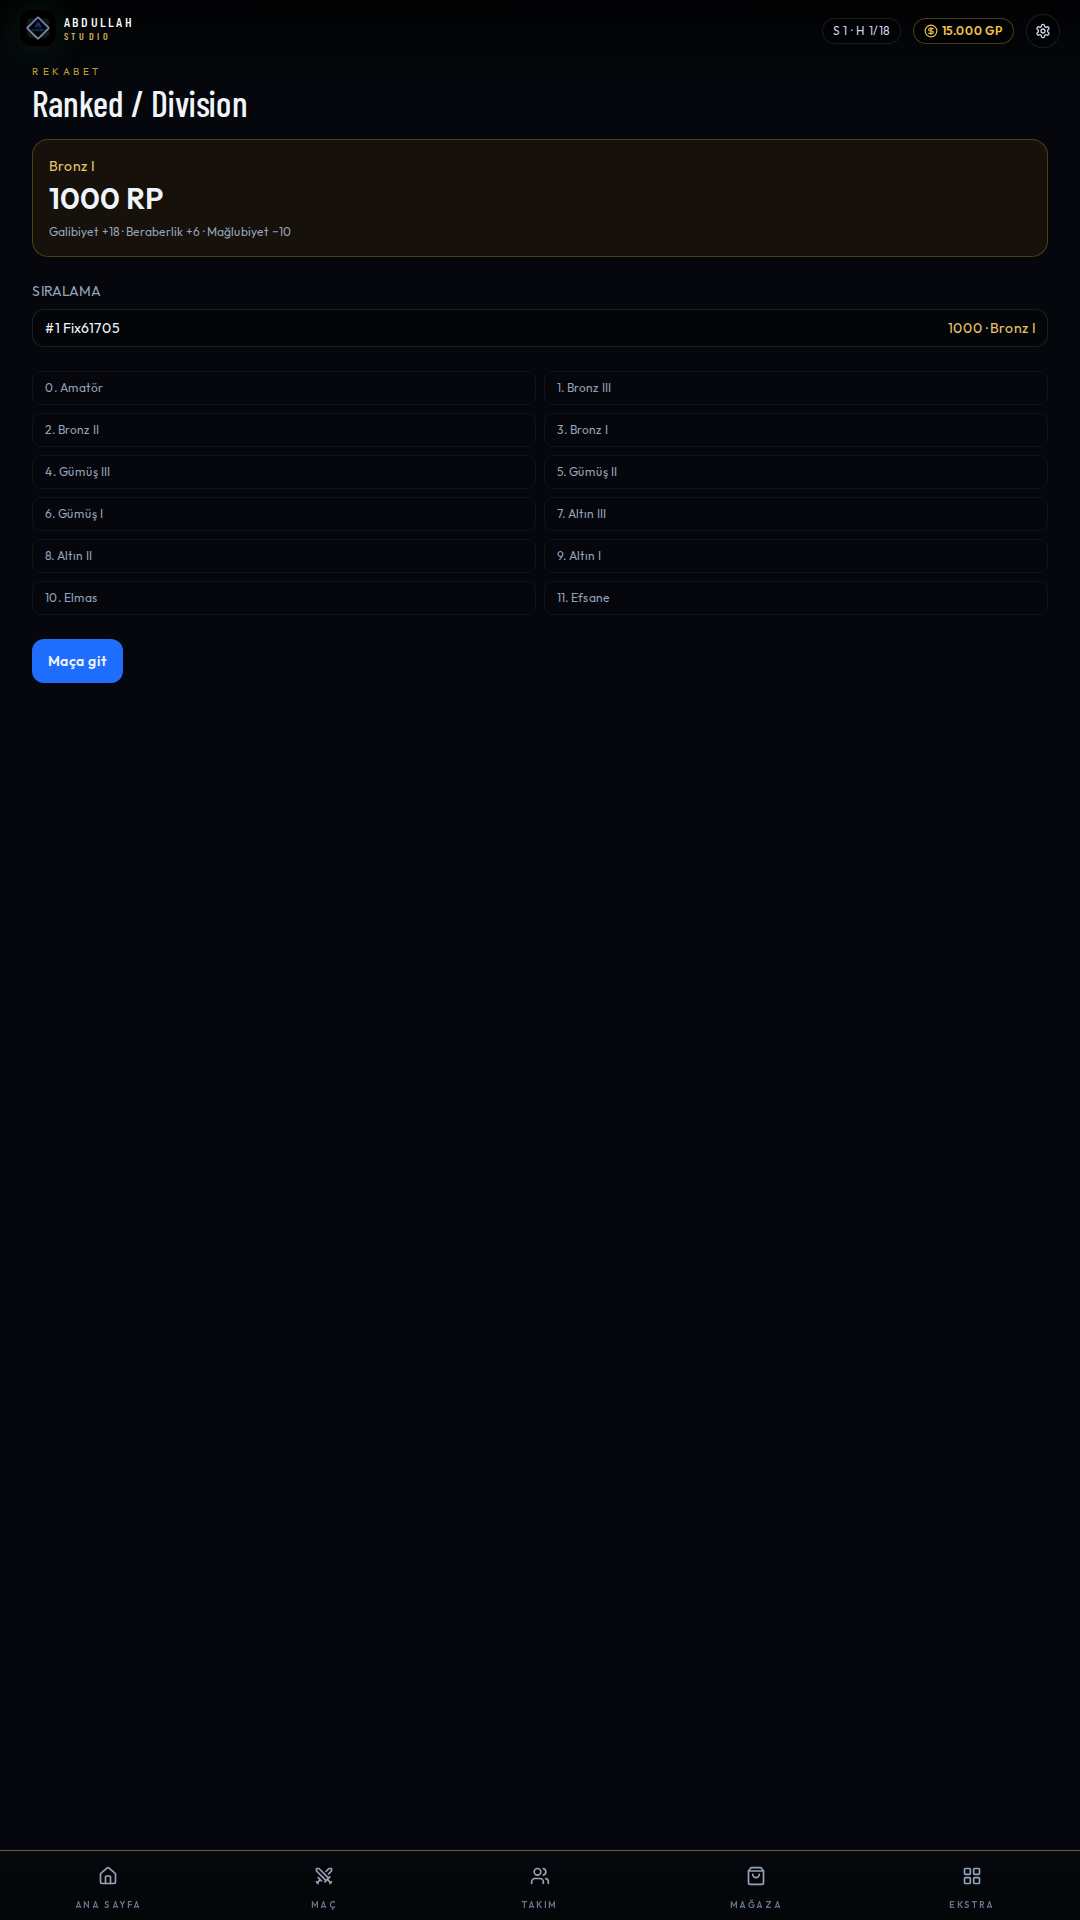 ABDULLAH
STUDIO
S 1 · H 1/18
15.000 GP
REKABET
Ranked / Division
Bronz I
1000 RP
Galibiyet +18 · Beraberlik +6 · Mağlubiyet −10
SIRALAMA
#1 Fix61705
1000 · Bronz I
0. Amatör
1. Bronz III
2. Bronz II
3. Bronz I
4. Gümüş III
5. Gümüş II
6. Gümüş I
7. Altın III
8. Altın II
9. Altın I
10. Elmas
11. Efsane
Maça git
ANA SAYFA
MAÇ
TAKIM
MAĞAZA
EKSTRA